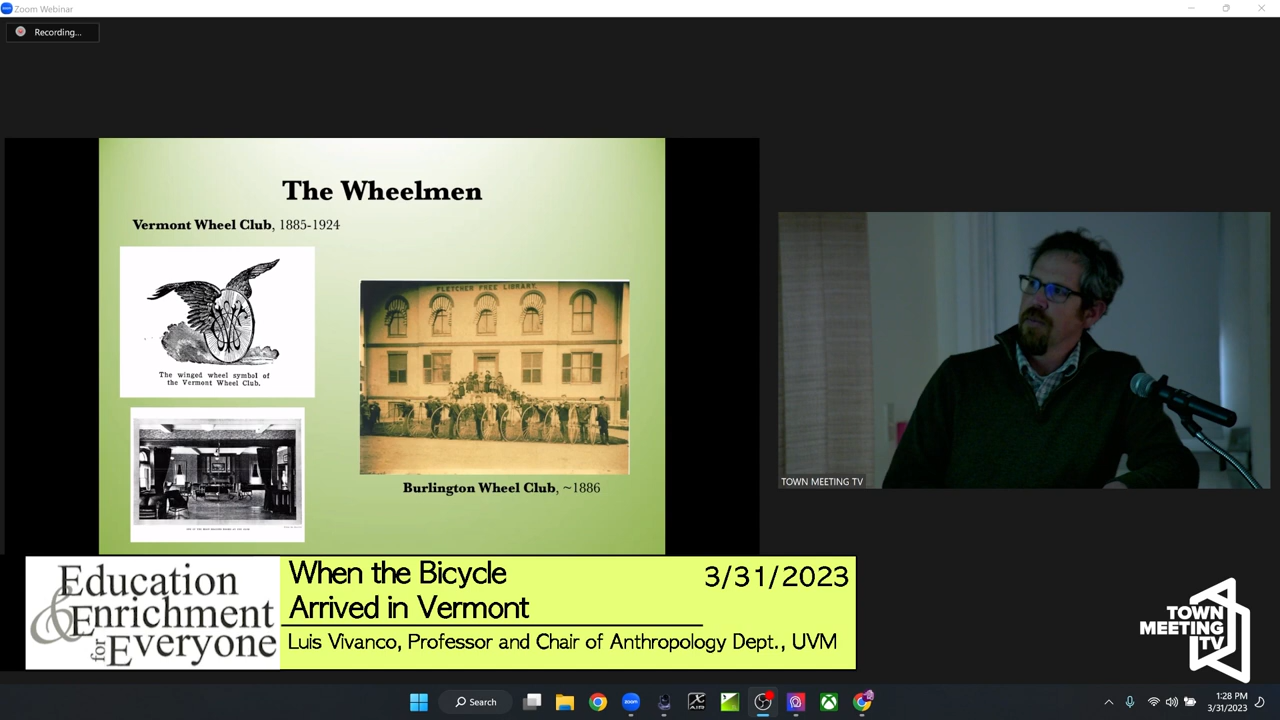 Zoom Webinar
Recording...
The Wheelmen
Vermont Wheel Club, 1885-1924
The winged wheel symbol of
the Vermont Wheel Club.
FLETCHER FREE LIBRARY.
Burlington Wheel Club, ~1886
TOWN MEETING TV
Education
& Enrichment
for Everyone
When the Bicycle
Arrived in Vermont
3/31/2023
Luis Vivanco, Professor and Chair of Anthropology Dept., UVM
TOWN
MEETING
TV
Search
zoom
1:28 PM
3/31/2023